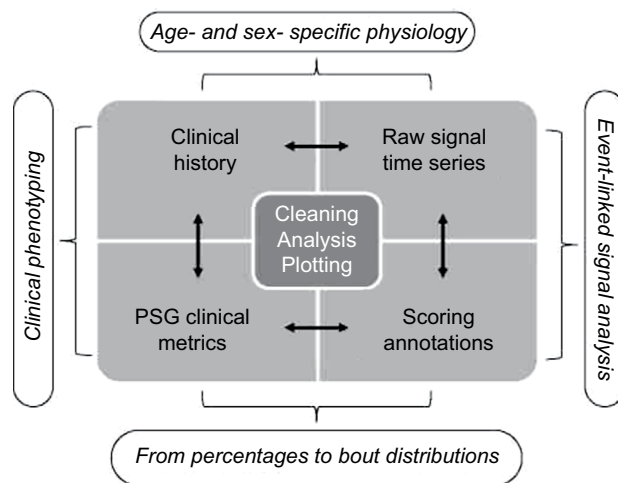 Age- and sex- specific physiology
Clinical phenotyping
Clinical
history
Raw signal
time series
Cleaning
Analysis
Plotting
PSG clinical
metrics
Scoring
annotations
Event-linked signal analysis
From percentages to bout distributions